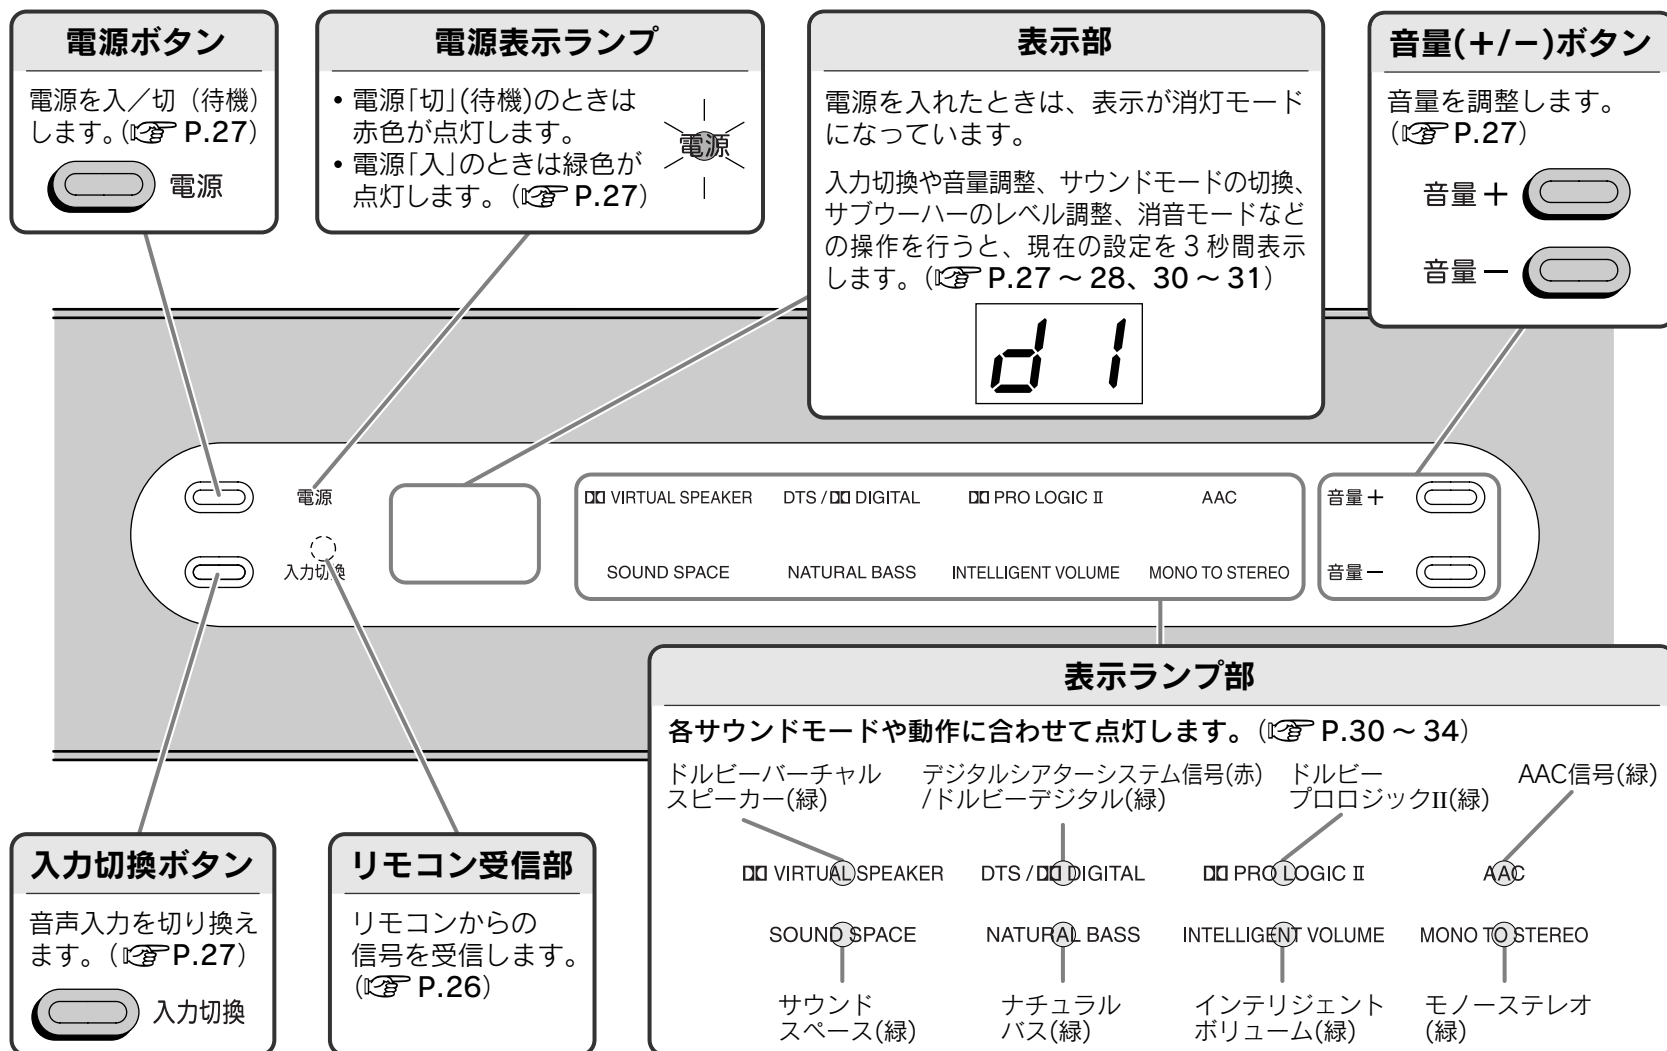 電源ボタン
電源を入／切（待機）
します。(☞ P.27)
電源
電源表示ランプ
• 電源「切」(待機)のときは
赤色が点灯します。
• 電源「入」のときは緑色が
点灯します。(☞ P.27)
電源
表示部
電源を入れたときは、表示が消灯モード
になっています。
入力切換や音量調整、サウンドモードの切換、
サブウーハーのレベル調整、消音モードなど
の操作を行うと、現在の設定を3秒間表示
します。(☞ P.27 ～ 28、30 ～ 31)
d 1
音量(+/−)ボタン
音量を調整します。
(☞ P.27)
音量 +
音量 −
電源
入力切換
DD VIRTUAL SPEAKER DTS / DD DIGITAL DD PRO LOGIC II AAC
SOUND SPACE NATURAL BASS INTELLIGENT VOLUME MONO TO STEREO
音量 +
音量 −
入力切換ボタン
音声入力を切り換え
ます。(☞ P.27)
入力切換
リモコン受信部
リモコンからの
信号を受信します。
(☞ P.26)
表示ランプ部
各サウンドモードや動作に合わせて点灯します。(☞ P.30 ～ 34)
ドルビーバーチャル
スピーカー(緑)
デジタルシアターシステム信号(赤)
/ドルビーデジタル(緑)
ドルビー
プロロジックII(緑)
AAC信号(緑)
DD VIRTUAL SPEAKER DTS / DD DIGITAL DD PRO LOGIC II AAC
SOUND SPACE NATURAL BASS INTELLIGENT VOLUME MONO TO STEREO
サウンド
スペース(緑)
ナチュラル
バス(緑)
インテリジェント
ボリューム(緑)
モノーステレオ
(緑)